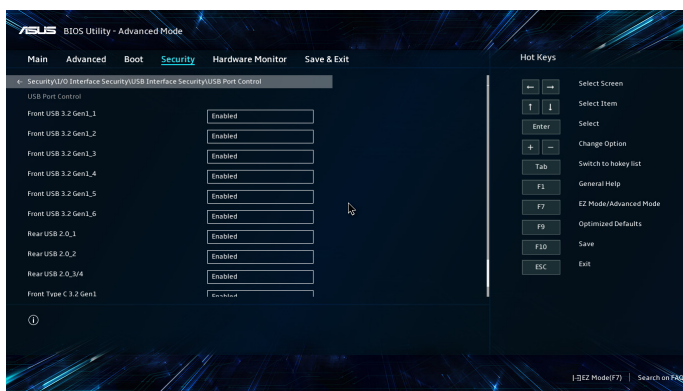 ASUS BIOS Utility - Advanced Mode
Main Advanced Boot Security Hardware Monitor Save & Exit
Hot Keys
← Security\I/O Interface Security\USB Interface Security\USB Port Control
USB Port Control
Front USB 3.2 Gen1_1 Enabled
Front USB 3.2 Gen1_2 Enabled
Front USB 3.2 Gen1_3 Enabled
Front USB 3.2 Gen1_4 Enabled
Front USB 3.2 Gen1_5 Enabled
Front USB 3.2 Gen1_6 Enabled
Rear USB 2.0_1 Enabled
Rear USB 2.0_2 Enabled
Rear USB 2.0_3/4 Enabled
Front Type C 3.2 Gen1 Enabled
← → Select Screen
↑ ↓ Select Item
Enter Select
+ − Change Option
Tab Switch to hokey list
F1 General Help
F7 EZ Mode/Advanced Mode
F9 Optimized Defaults
F10 Save
ESC Exit
EZ Mode(F7) | Search on FAQ